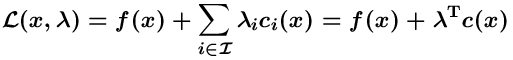 𝓛(x, λ) = f(x) + ∑_{i∈𝓘} λ_i c_i(x) = f(x) + λ^T c(x)